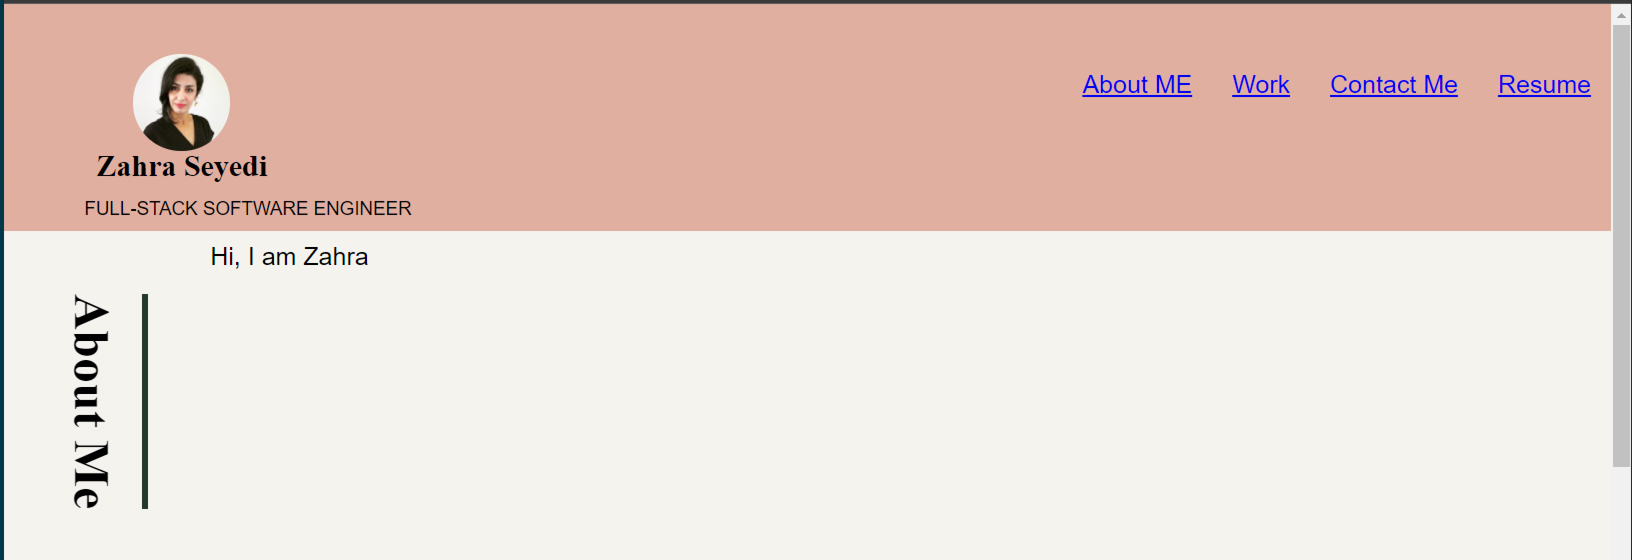 About ME Work Contact Me Resume
Zahra Seyedi
FULL-STACK SOFTWARE ENGINEER
Hi, I am Zahra
About Me